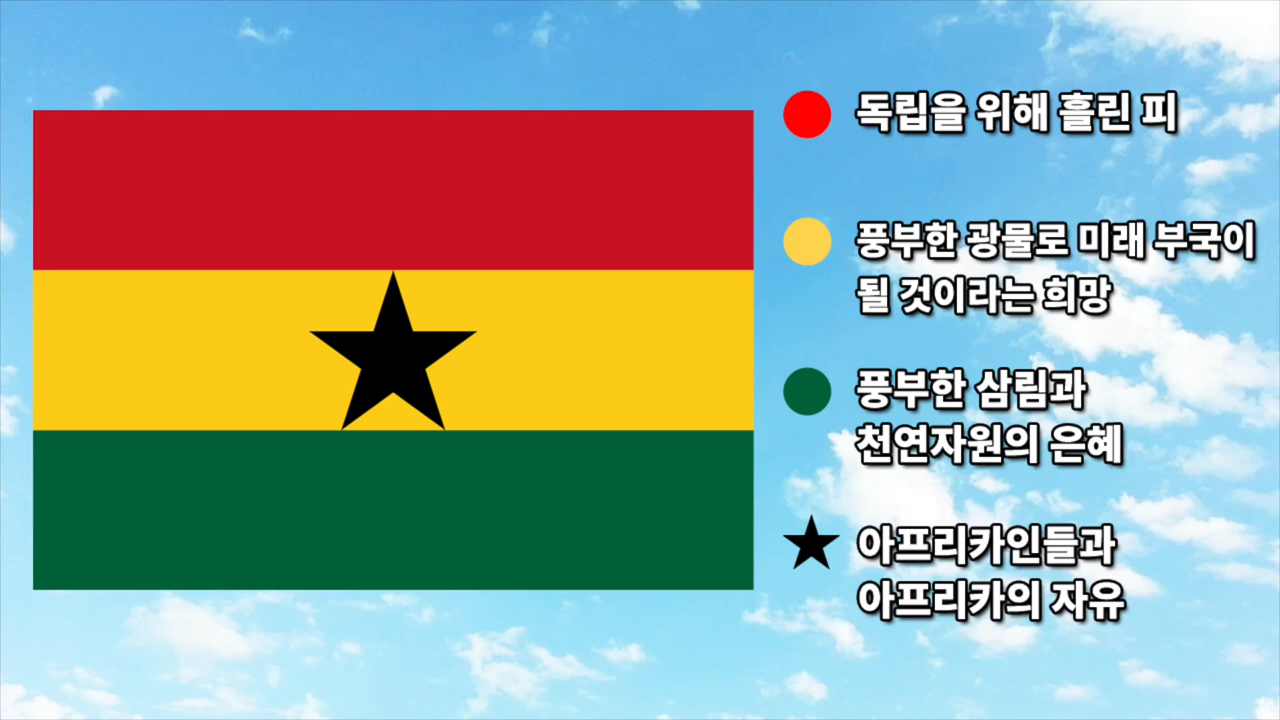 독립을 위해 흘린 피
풍부한 광물로 미래 부국이
될 것이라는 희망
풍부한 삼림과
천연자원의 은혜
아프리카인들과
아프리카의 자유